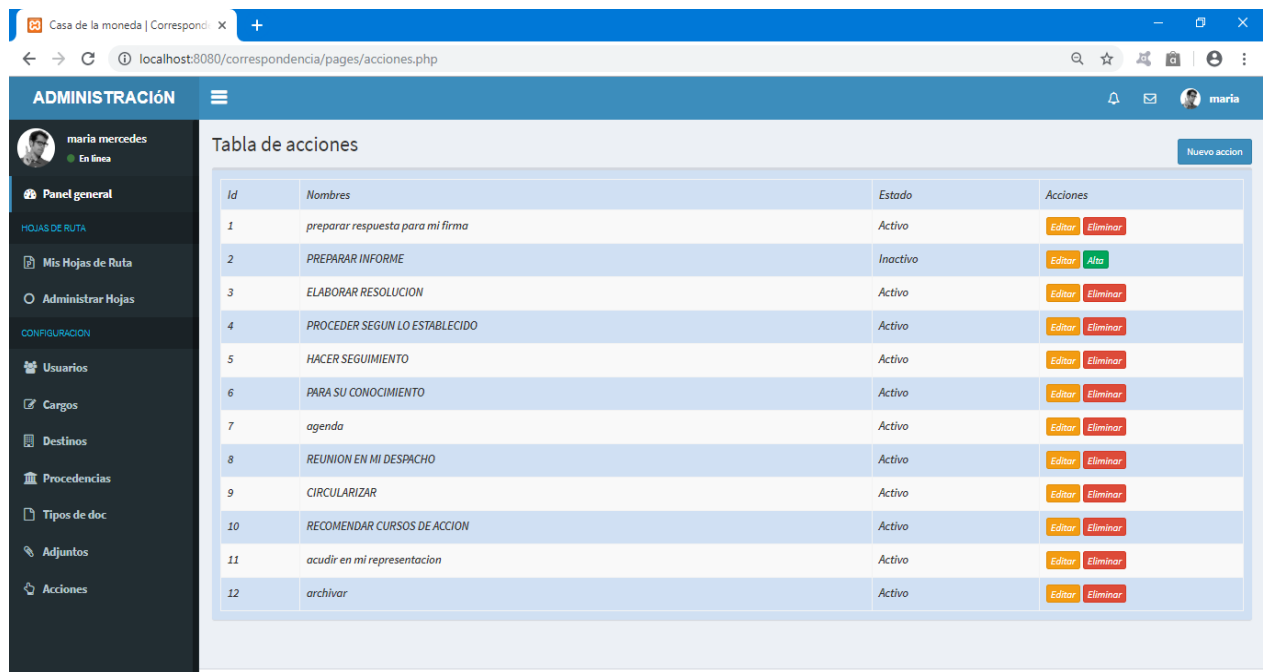 Casa de la moneda | Correspond
localhost:8080/correspondencia/pages/acciones.php
ADMINISTRACIóN
maria
maria mercedes
En línea
Panel general
HOJAS DE RUTA
Mis Hojas de Ruta
Administrar Hojas
CONFIGURACION
Usuarios
Cargos
Destinos
Procedencias
Tipos de doc
Adjuntos
Acciones
Tabla de acciones
Nuevo accion
Id Nombres Estado Acciones
1 preparar respuesta para mi firma Activo Editar Eliminar
2 PREPARAR INFORME Inactivo Editar Alta
3 ELABORAR RESOLUCION Activo Editar Eliminar
4 PROCEDER SEGUN LO ESTABLECIDO Activo Editar Eliminar
5 HACER SEGUIMIENTO Activo Editar Eliminar
6 PARA SU CONOCIMIENTO Activo Editar Eliminar
7 agenda Activo Editar Eliminar
8 REUNION EN MI DESPACHO Activo Editar Eliminar
9 CIRCULARIZAR Activo Editar Eliminar
10 RECOMENDAR CURSOS DE ACCION Activo Editar Eliminar
11 acudir en mi representacion Activo Editar Eliminar
12 archivar Activo Editar Eliminar